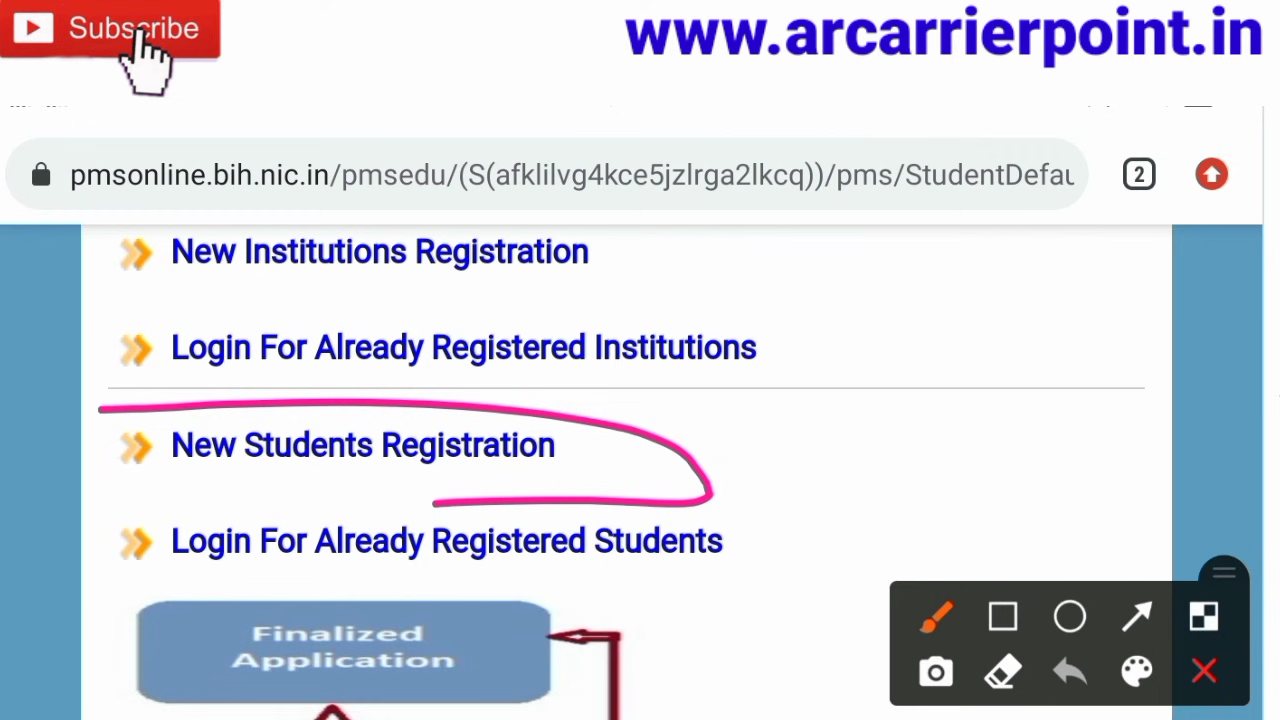 Subscribe
www.arcarrierpoint.in
pmsonline.bih.nic.in/pmsedu/(S(afklilvg4kce5jzlrga2lkcq))/pms/StudentDefau
2
New Institutions Registration
Login For Already Registered Institutions
New Students Registration
Login For Already Registered Students
Finalized
Application